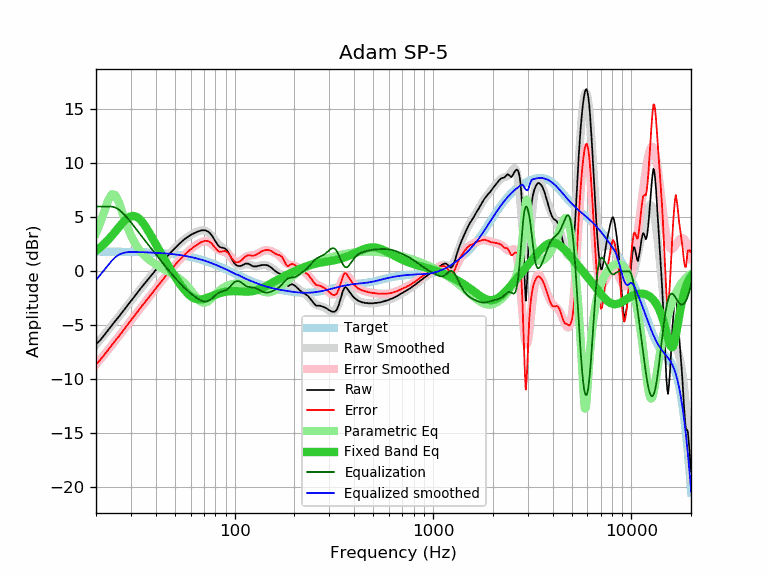 Adam SP-5
15
10
5
0
−5
−10
−15
−20
Amplitude (dBr)
Target
Raw Smoothed
Error Smoothed
Raw
Error
Parametric Eq
Fixed Band Eq
Equalization
Equalized smoothed
100
1000
10000
Frequency (Hz)